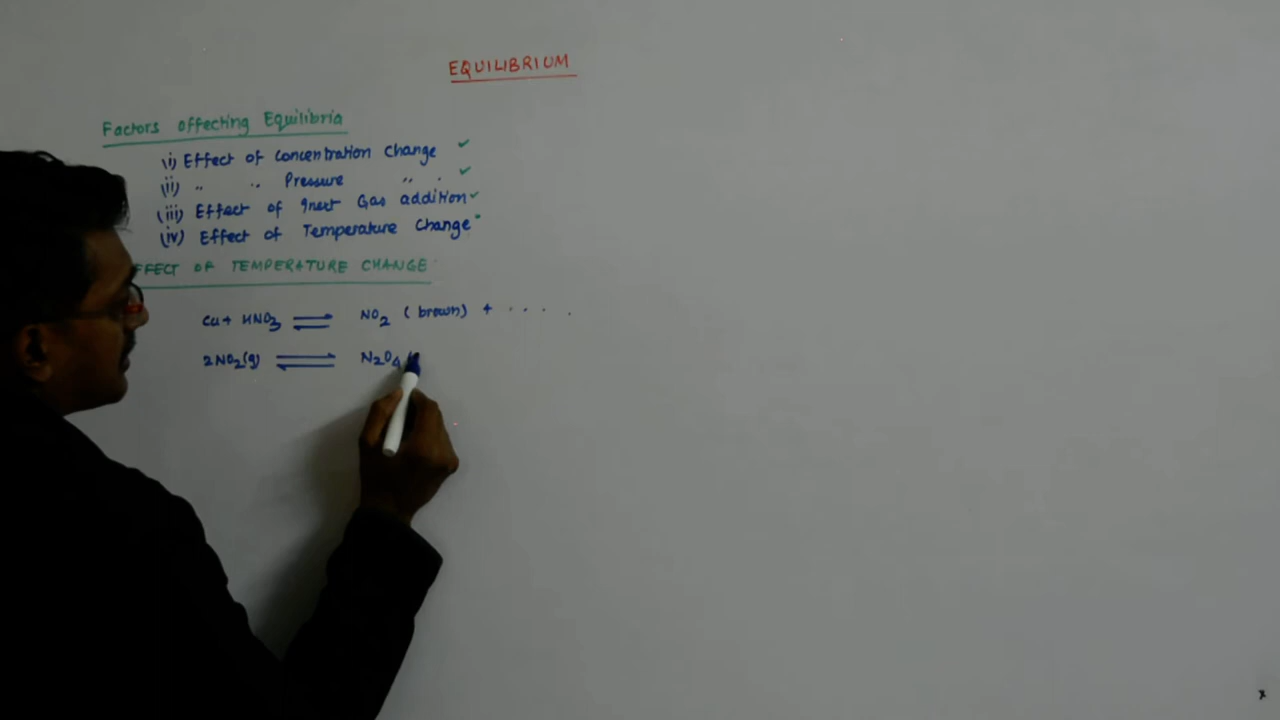 EQUILIBRIUM
Factors affecting Equilibria
(i) Effect of Concentration Change ✓
(ii) " " Pressure " " ✓
(iii) Effect of Inert Gas addition ✓
(iv) Effect of Temperature Change
FFECT OF TEMPERATURE CHANGE
Cu + HNO3 ⇌ NO2 (brown) + . . . .
2NO2(g) ⇌ N2O4